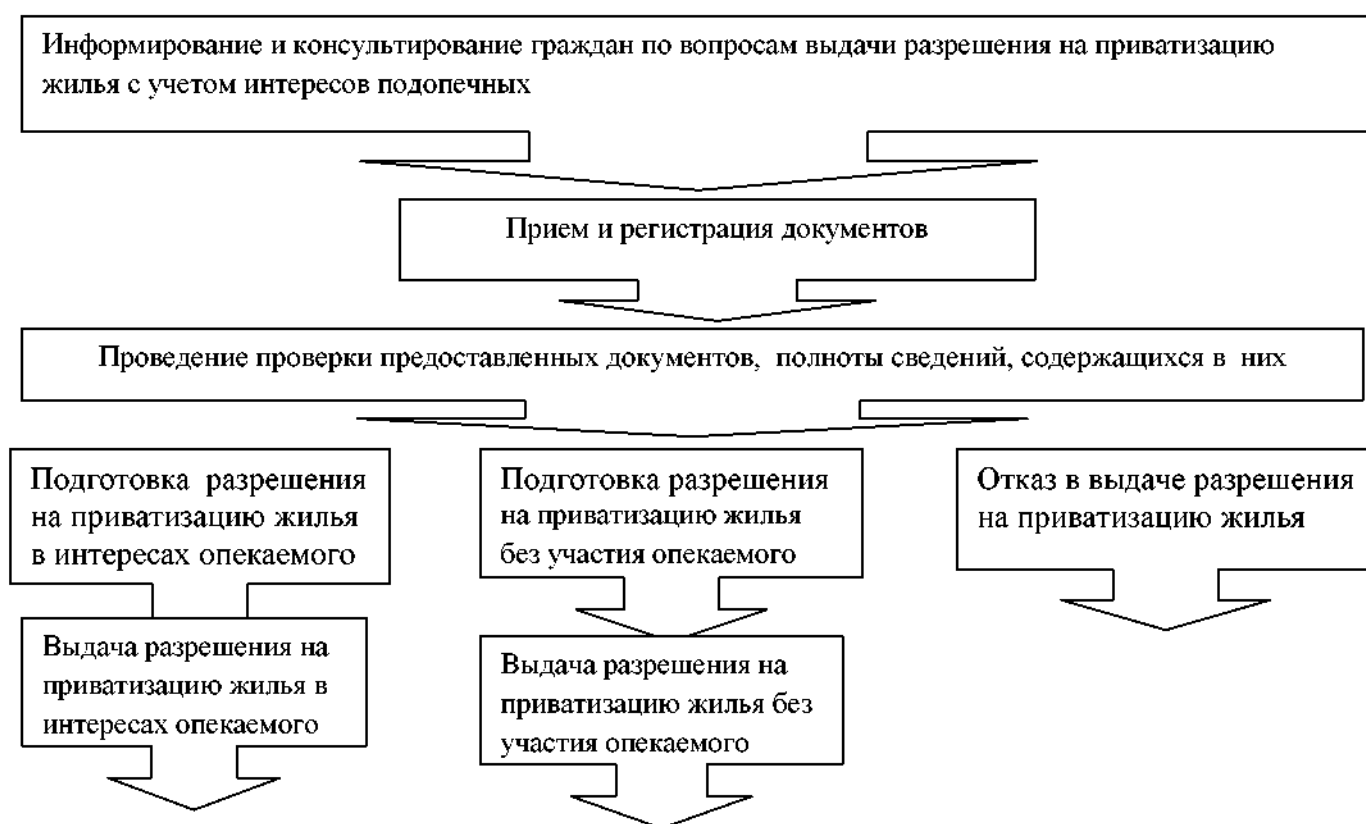 Информирование и консультирование граждан по вопросам выдачи разрешения на приватизацию
жилья с учетом интересов подопечных
Прием и регистрация документов
Проведение проверки предоставленных документов, полноты сведений, содержащихся в них
Подготовка разрешения
на приватизацию жилья
в интересах опекаемого
Подготовка разрешения
на приватизацию жилья
без участия опекаемого
Отказ в выдаче разрешения
на приватизацию жилья
Выдача разрешения на
приватизацию жилья в
интересах опекаемого
Выдача разрешения на
приватизацию жилья без
участия опекаемого